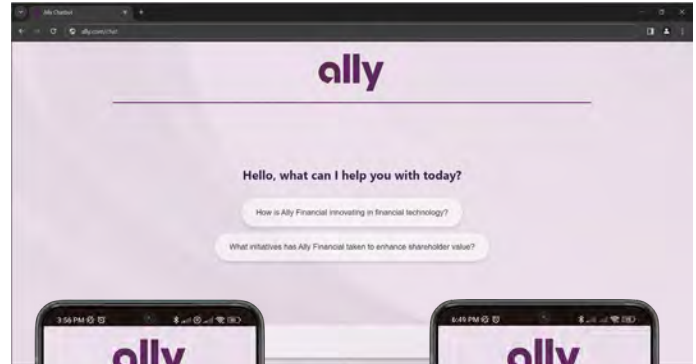 Ally Chatbot
ally.com/chat
ally
Hello, what can I help you with today?
How is Ally Financial innovating in financial technology?
What initiatives has Ally Financial taken to enhance shareholder value?
3:56 PM
6:49 PM
ally
ally